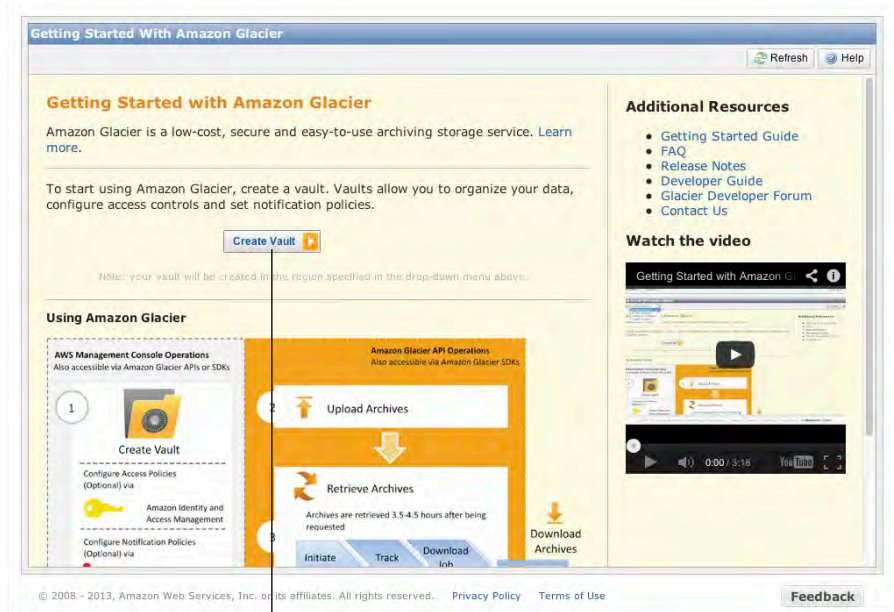 Getting Started With Amazon Glacier
Refresh
Help
Getting Started with Amazon Glacier
Amazon Glacier is a low-cost, secure and easy-to-use archiving storage service. Learn
more.
To start using Amazon Glacier, create a vault. Vaults allow you to organize your data,
configure access controls and set notification policies.
Create Vault
Note: your vault will be created in the region specified in the drop-down menu above.
Using Amazon Glacier
AWS Management Console Operations
Also accessible via Amazon Glacier APIs or SDKs
1
Create Vault
Configure Access Policies
(Optional) via
Amazon Identity and
Access Management
Configure Notification Policies
(Optional) via
Amazon Glacier API Operations
Also accessible via Amazon Glacier SDKs
2
Upload Archives
3
Retrieve Archives
Archives are retrieved 3.5-4.5 hours after being
requested
Initiate
Track
Download
Job
Download
Archives
Additional Resources
• Getting Started Guide
• FAQ
• Release Notes
• Developer Guide
• Glacier Developer Forum
• Contact Us
Watch the video
Getting Started with Amazon Gl
0:00 / 3:16
YouTube
© 2008 - 2013, Amazon Web Services, Inc. or its affiliates. All rights reserved.
Privacy Policy
Terms of Use
Feedback